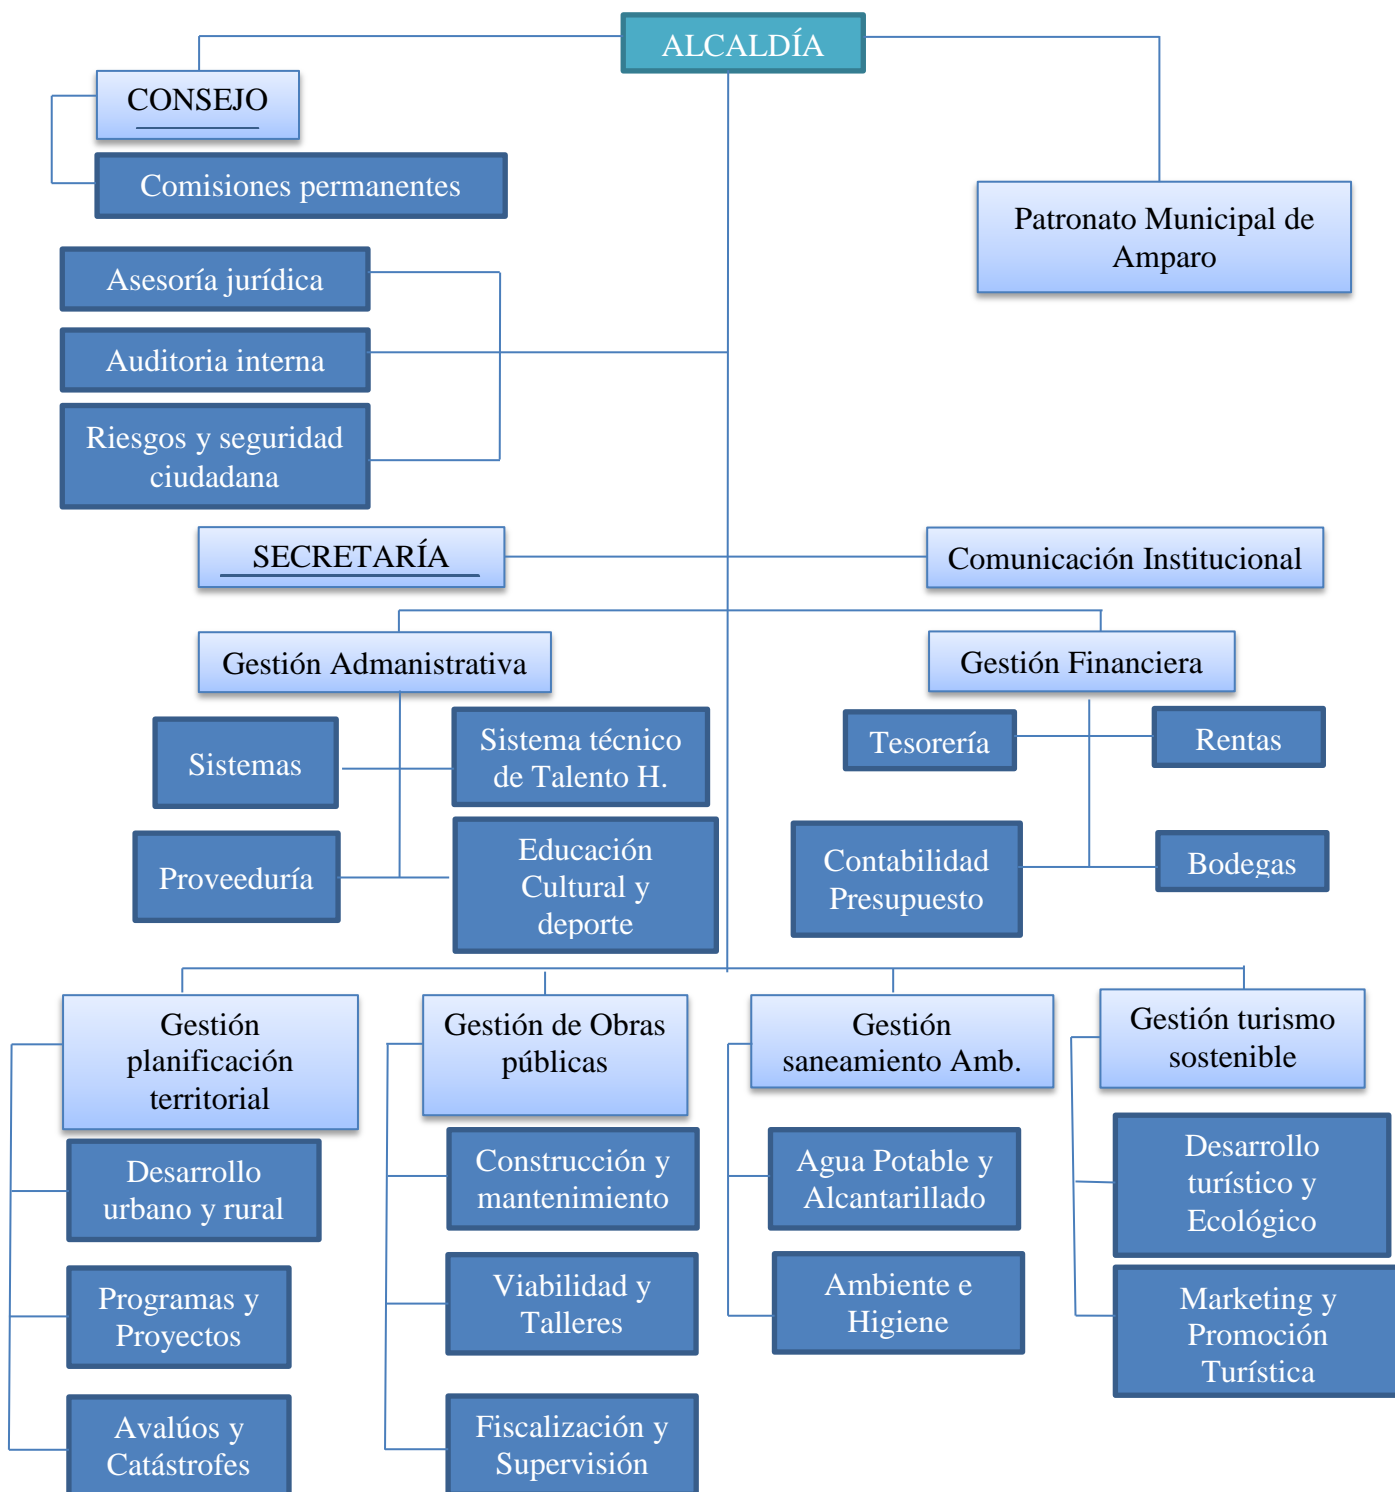 ALCALDÍA
CONSEJO
Comisiones permanentes
Patronato Municipal de
Amparo
Asesoría jurídica
Auditoria interna
Riesgos y seguridad
ciudadana
SECRETARÍA
Comunicación Institucional
Gestión Admanistrativa
Gestión Financiera
Sistemas
Sistema técnico
de Talento H.
Tesorería
Rentas
Proveeduría
Educación
Cultural y
deporte
Contabilidad
Presupuesto
Bodegas
Gestión
planificación
territorial
Gestión de Obras
públicas
Gestión
saneamiento Amb.
Gestión turismo
sostenible
Desarrollo
urbano y rural
Construcción y
mantenimiento
Agua Potable y
Alcantarillado
Desarrollo
turístico y
Ecológico
Programas y
Proyectos
Viabilidad y
Talleres
Ambiente e
Higiene
Marketing y
Promoción
Turística
Avalúos y
Catástrofes
Fiscalización y
Supervisión